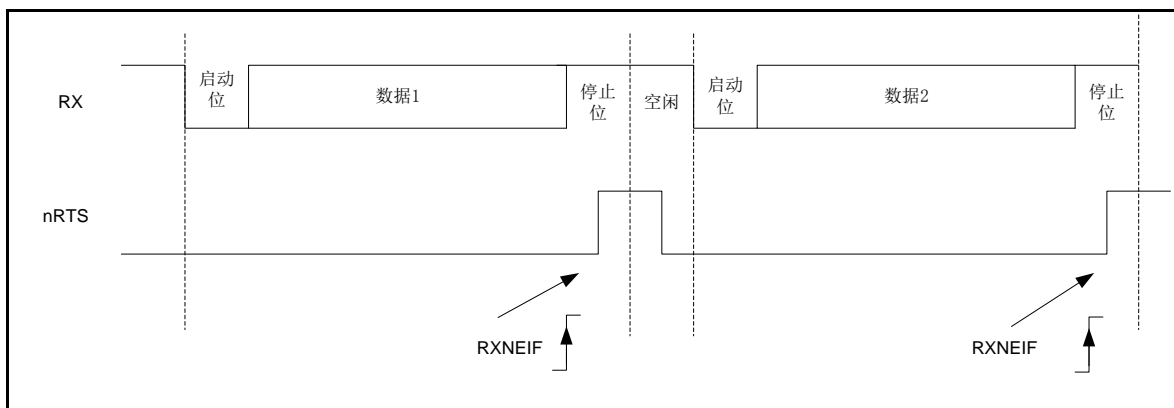 RX
启动
位
数据1
停止
位
空闲
启动
位
数据2
停止
位
nRTS
RXNEIF
RXNEIF